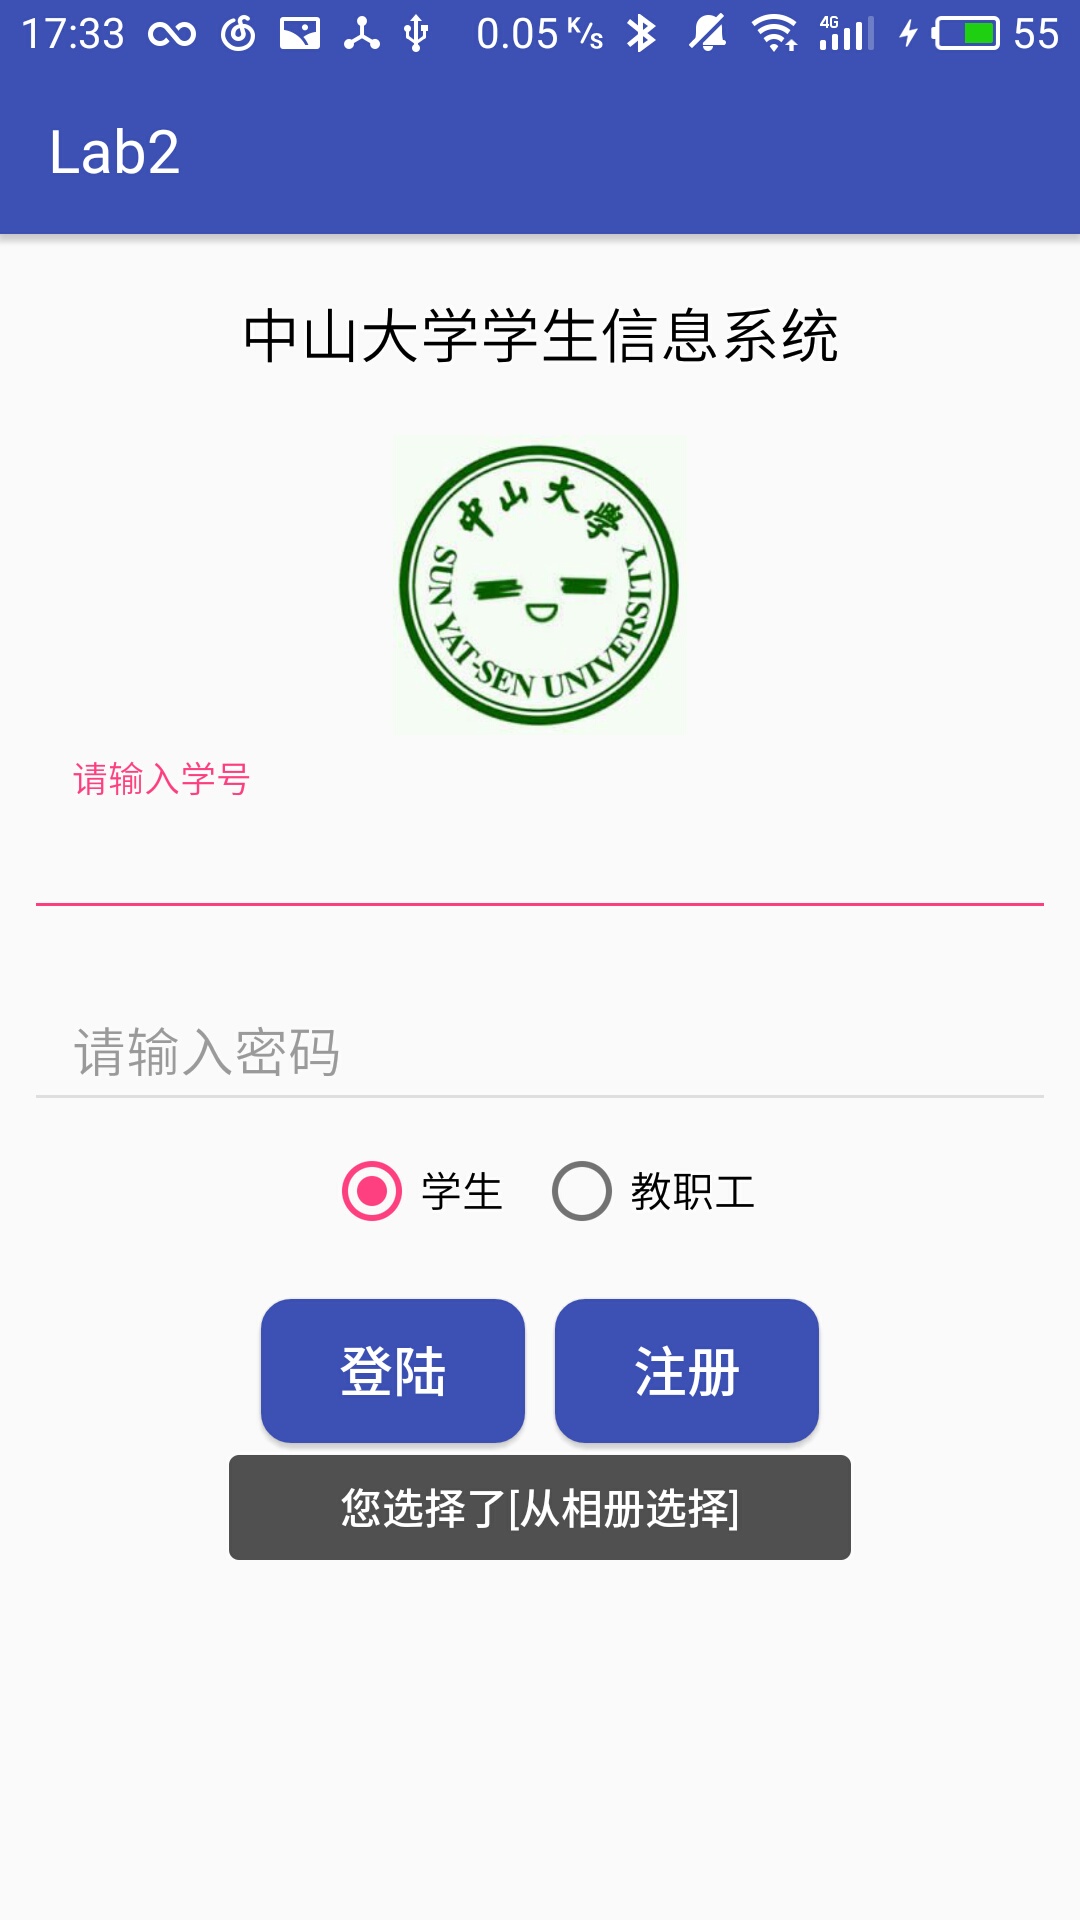 17:33 0.05 K/s 4G 55
Lab2
中山大学学生信息系统
中山大學
SUN YAT-SEN UNIVERSITY
请输入学号
请输入密码
学生 教职工
登陆 注册
您选择了[从相册选择]